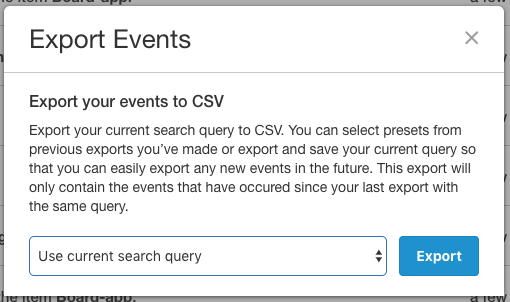 he item Board-app.
a few
Export Events
Export your events to CSV
Export your current search query to CSV. You can select presets from
previous exports you've made or export and save your current query so
that you can easily export any new events in the future. This export will
only contain the events that have occured since your last export with
the same query.
Use current search query
Export
he item Board-app.
a few